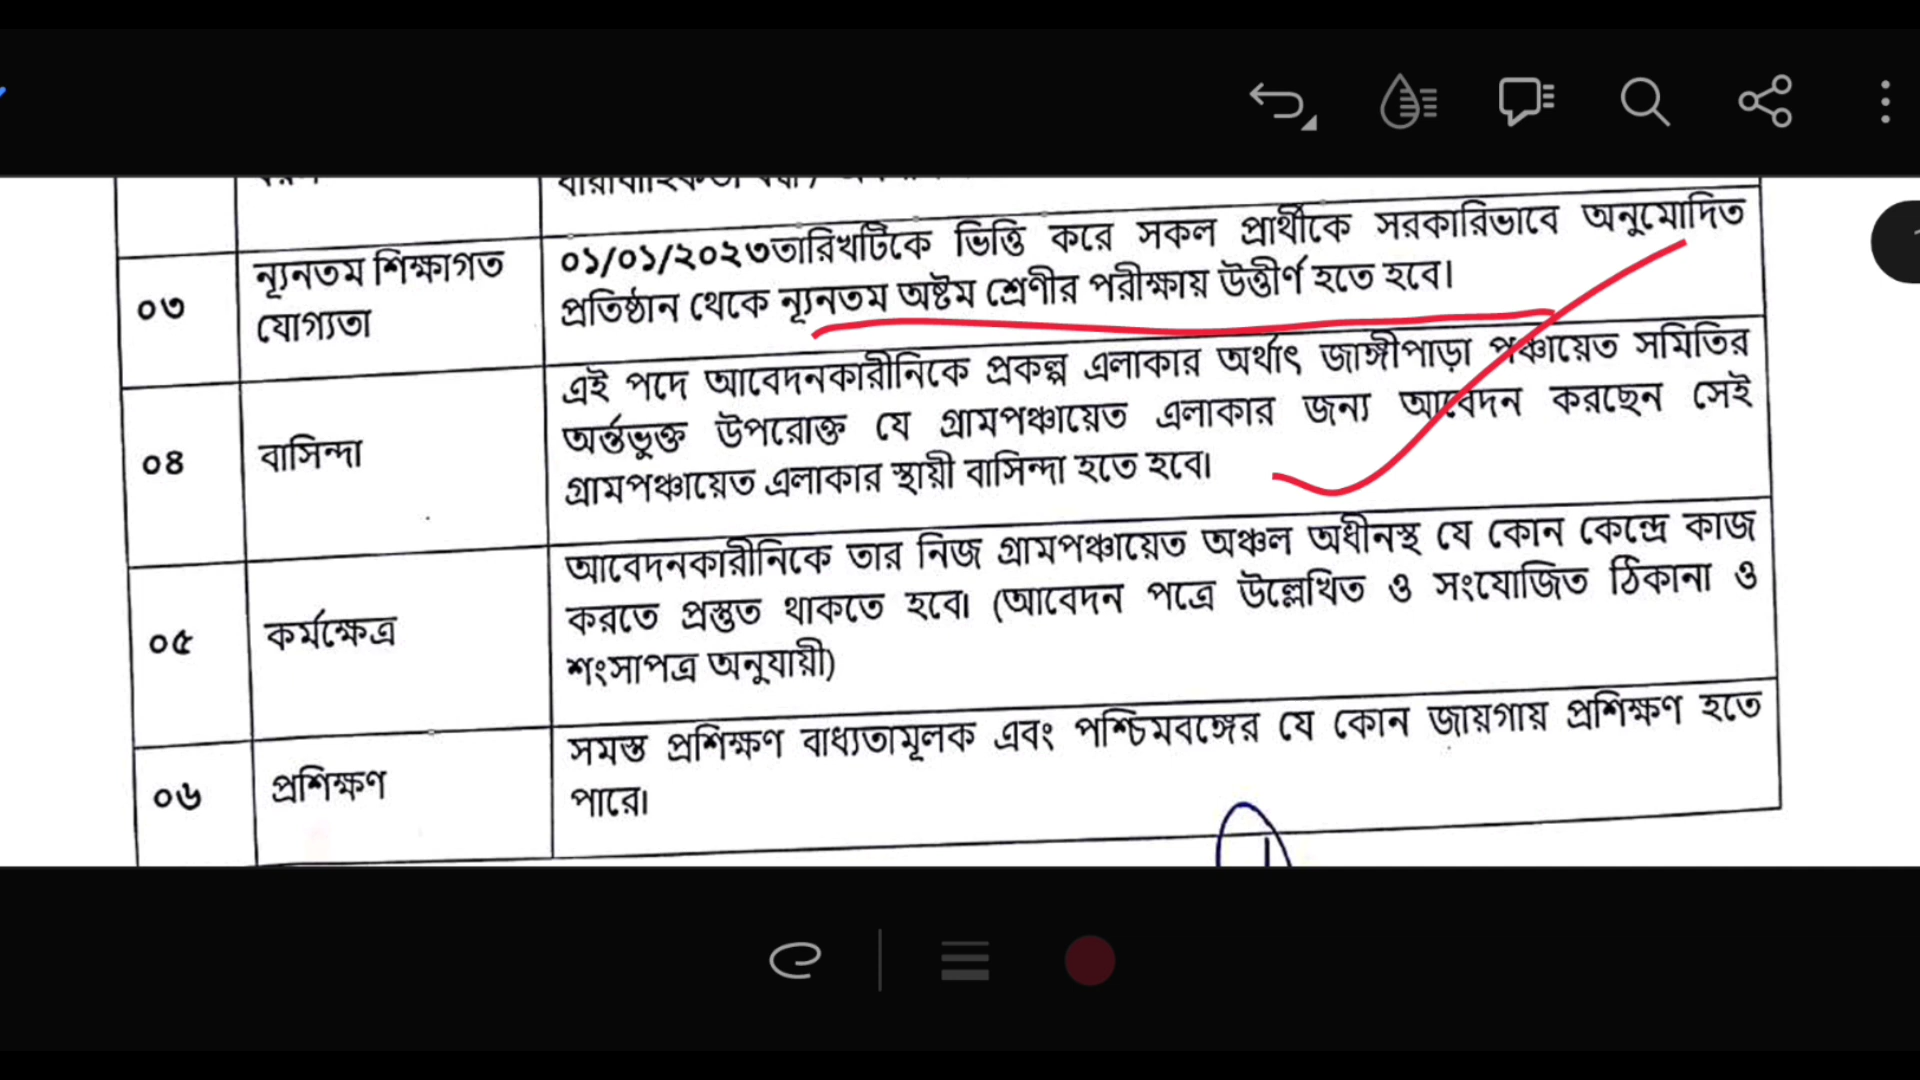 ০৩
ন্যূনতম শিক্ষাগত
যোগ্যতা
০১/০১/২০২৩তারিখটিকে ভিত্তি করে সকল প্রার্থীকে সরকারিভাবে অনুমোদিত
প্রতিষ্ঠান থেকে ন্যূনতম অষ্টম শ্রেণীর পরীক্ষায় উত্তীর্ণ হতে হবে।
০৪
বাসিন্দা
এই পদে আবেদনকারীনিকে প্রকল্প এলাকার অর্থাৎ জাঙ্গীপাড়া পঞ্চায়েত সমিতির
অর্ন্তভুক্ত উপরোক্ত যে গ্রামপঞ্চায়েত এলাকার জন্য আবেদন করছেন সেই
গ্রামপঞ্চায়েত এলাকার স্থায়ী বাসিন্দা হতে হবে।
০৫
কর্মক্ষেত্র
আবেদনকারীনিকে তার নিজ গ্রামপঞ্চায়েত অঞ্চল অধীনস্থ যে কোন কেন্দ্রে কাজ
করতে প্রস্তুত থাকতে হবে। (আবেদন পত্রে উল্লেখিত ও সংযোজিত ঠিকানা ও
শংসাপত্র অনুযায়ী)
০৬
প্রশিক্ষণ
সমস্ত প্রশিক্ষণ বাধ্যতামূলক এবং পশ্চিমবঙ্গের যে কোন জায়গায় প্রশিক্ষণ হতে
পারে।